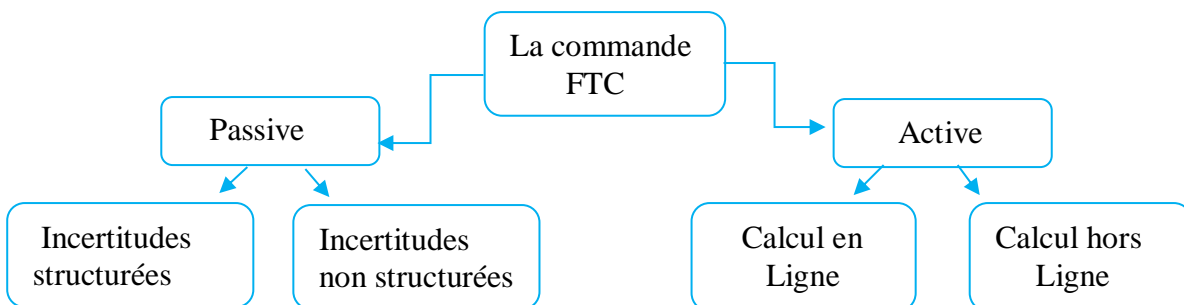 La commande
FTC
Passive
Active
Incertitudes
structurées
Incertitudes
non structurées
Calcul en
Ligne
Calcul hors
Ligne